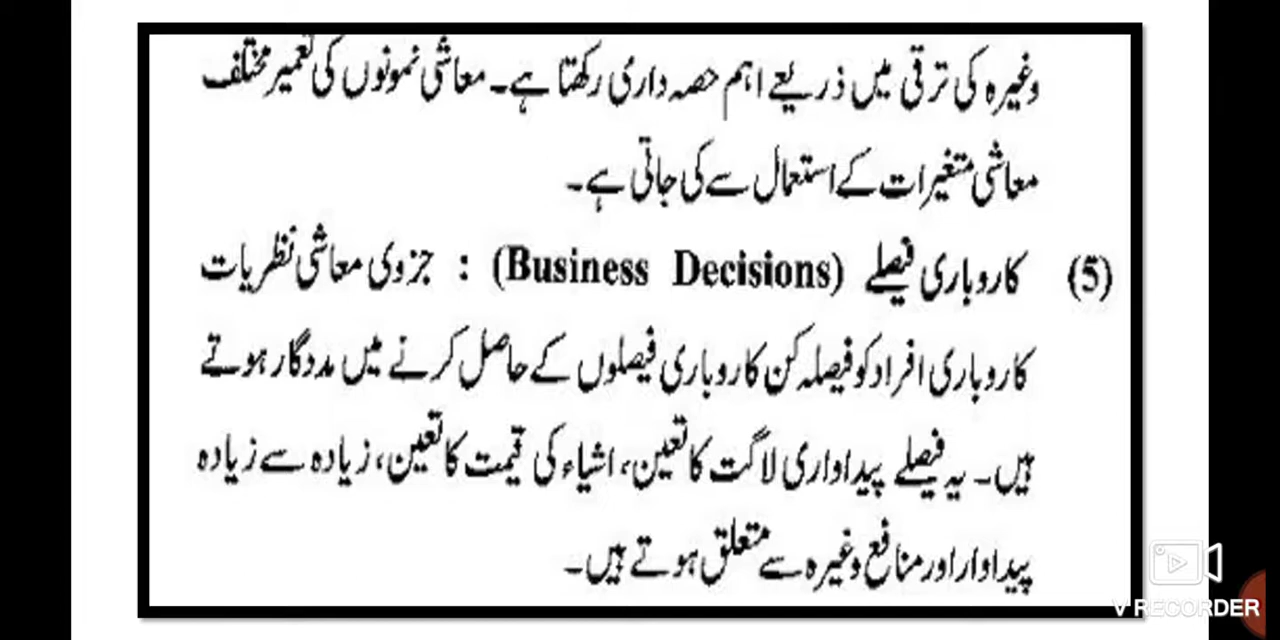 وغیرہ کی ترقی میں ذریعے اہم حصہ داری رکھتا ہے۔ معاشی نمونوں کی تعمیر مختلف
معاشی متغیرات کے استعمال سے کی جاتی ہے۔
(5) کاروباری فیصلے (Business Decisions) : جزوی معاشی نظریات
کاروباری افراد کو فیصلہ کن کاروباری فیصلوں کے حاصل کرنے میں مددگار ہوتے
ہیں۔ یہ فیصلے پیداواری لاگت کا تعین، اشیاء کی قیمت کا تعین، زیادہ سے زیادہ
پیداوار اور منافع وغیرہ سے متعلق ہوتے ہیں۔
V RECORDER